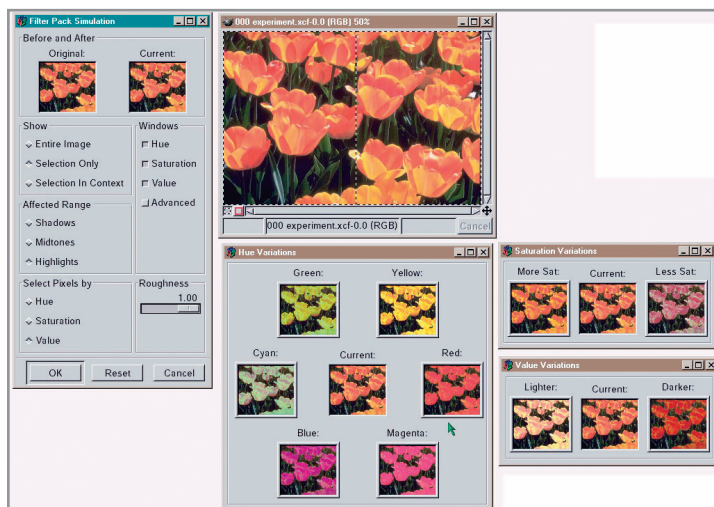 Filter Pack Simulation
Before and After
Original: Current:
Show
Entire Image
Selection Only
Selection In Context
Windows
Hue
Saturation
Value
Advanced
Affected Range
Shadows
Midtones
Highlights
Select Pixels by
Hue
Saturation
Value
Roughness
1.00
OK Reset Cancel
000 experiment.xcf-0.0 (RGB) 50%
000 experiment.xcf-0.0 (RGB) Cancel
Hue Variations
Green: Yellow:
Cyan: Current: Red:
Blue: Magenta:
Saturation Variations
More Sat: Current: Less Sat:
Value Variations
Lighter: Current: Darker: